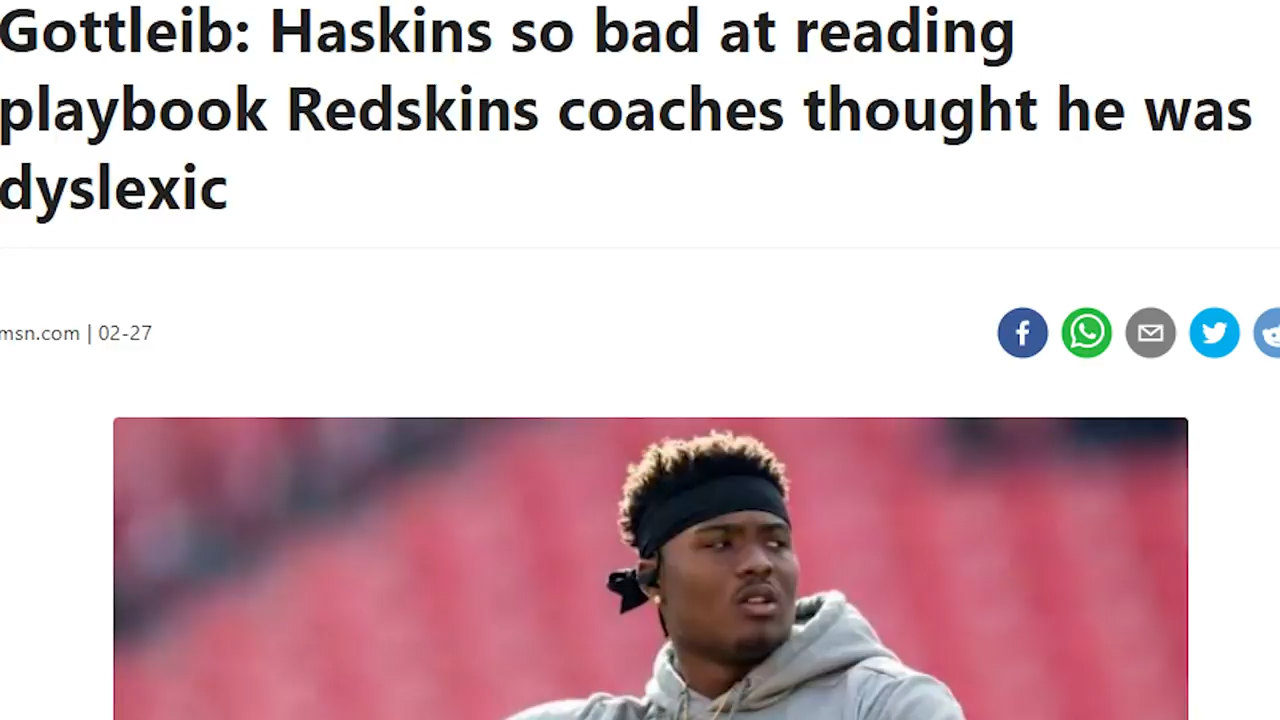 Gottleib: Haskins so bad at reading
playbook Redskins coaches thought he was
dyslexic
msn.com | 02-27